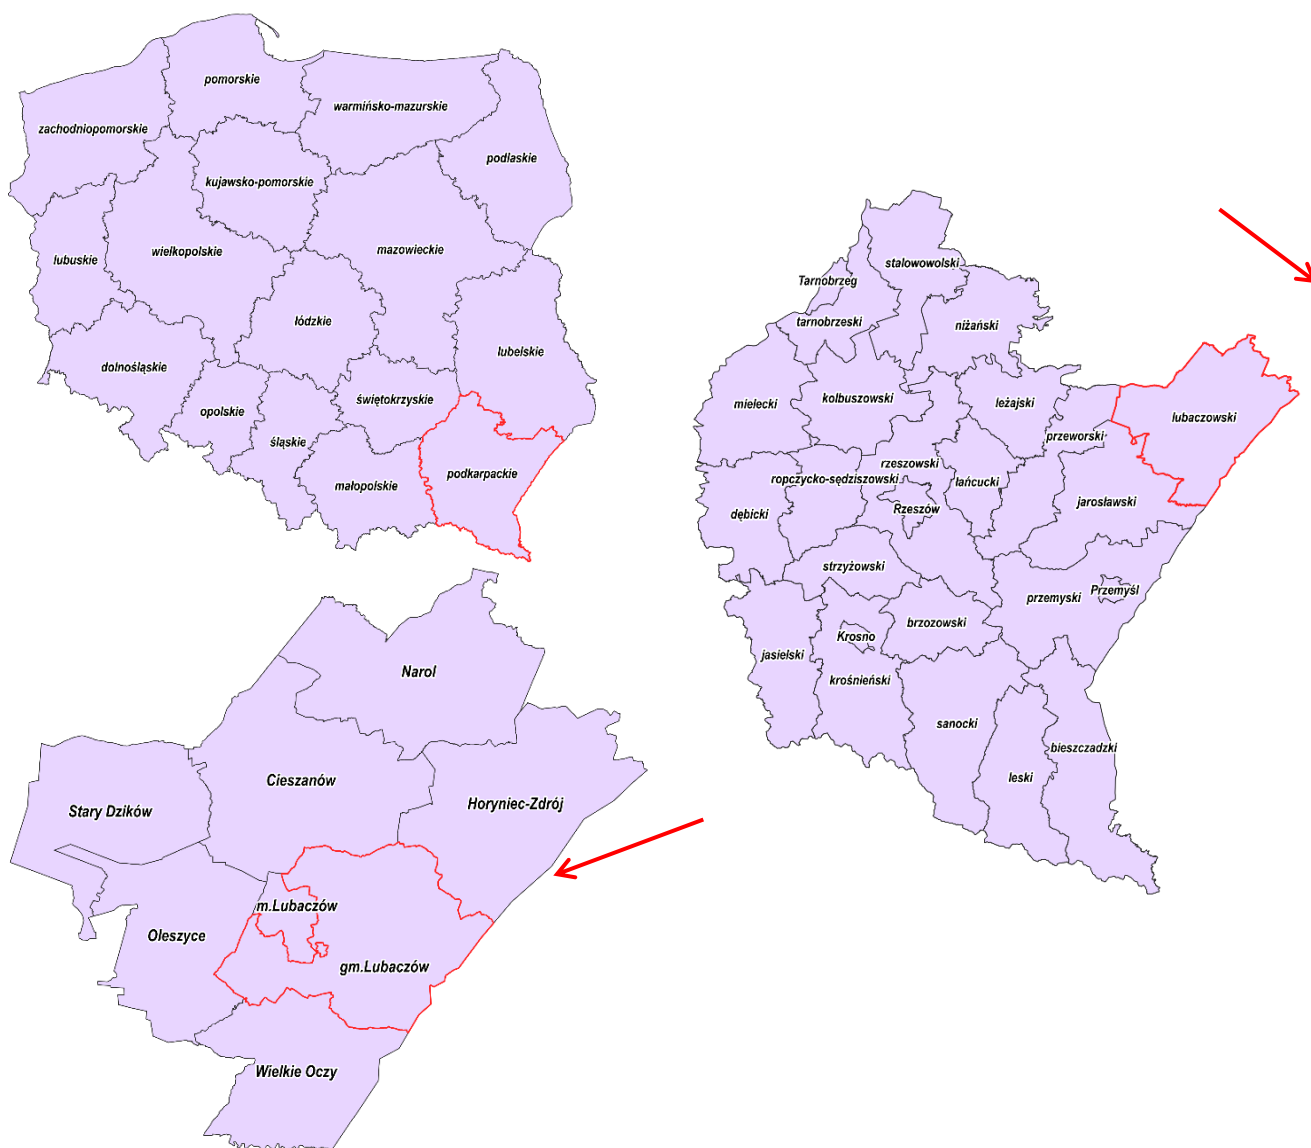 pomorskie
warmińsko-mazurskie
zachodniopomorskie
podlaskie
kujawsko-pomorskie
mazowieckie
wielkopolskie
lubuskie
łódzkie
lubelskie
dolnośląskie
świętokrzyskie
opolskie
śląskie
podkarpackie
małopolskie
stalowowolski
Tarnobrzeg
tarnobrzeski
niżański
mielecki
kolbuszowski
leżajski
lubaczowski
przeworski
rzeszowski
ropczycko-sędziszowski
łańcucki
jarosławski
dębicki
Rzeszów
strzyżowski
przemyski
Przemyśl
brzozowski
Krosno
jasielski
krośnieński
sanocki
bieszczadzki
leski
Narol
Cieszanów
Horyniec-Zdrój
Stary Dzików
m.Lubaczów
Oleszyce
gm.Lubaczów
Wielkie Oczy